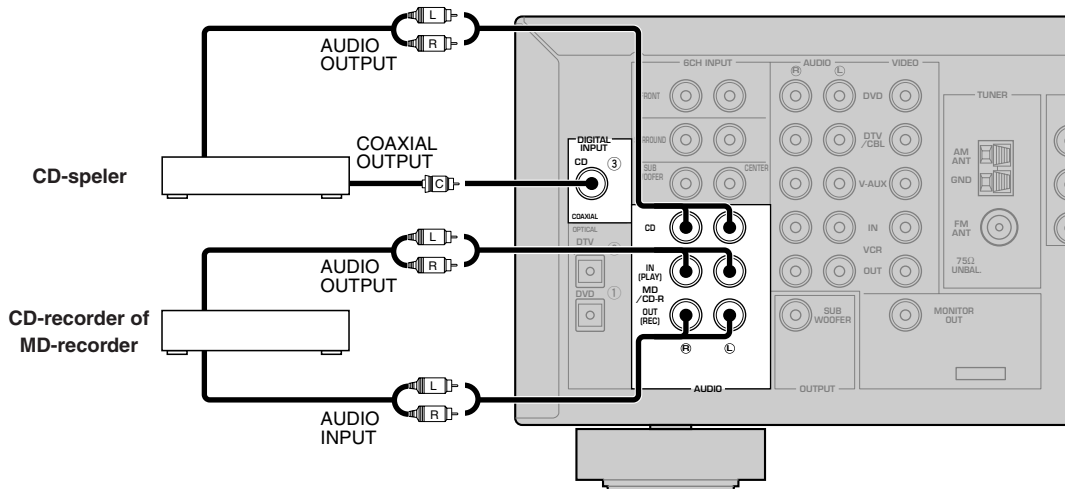 L
R
AUDIO
OUTPUT
COAXIAL
OUTPUT
C
CD-speler
L
R
AUDIO
OUTPUT
CD-recorder of
MD-recorder
L
R
AUDIO
INPUT
6CH INPUT
FRONT
SURROUND
SUB
WOOFER
CENTER
DIGITAL
INPUT
CD
③
COAXIAL
OPTICAL
DTV
DVD
①
CD
IN
(PLAY)
MD
/CD-R
OUT
(REC)
R
L
AUDIO
AUDIO
R
L
VIDEO
DVD
DTV
/CBL
V-AUX
IN
VCR
OUT
SUB
WOOFER
OUTPUT
MONITOR
OUT
TUNER
AM
ANT
GND
FM
ANT
75Ω
UNBAL.